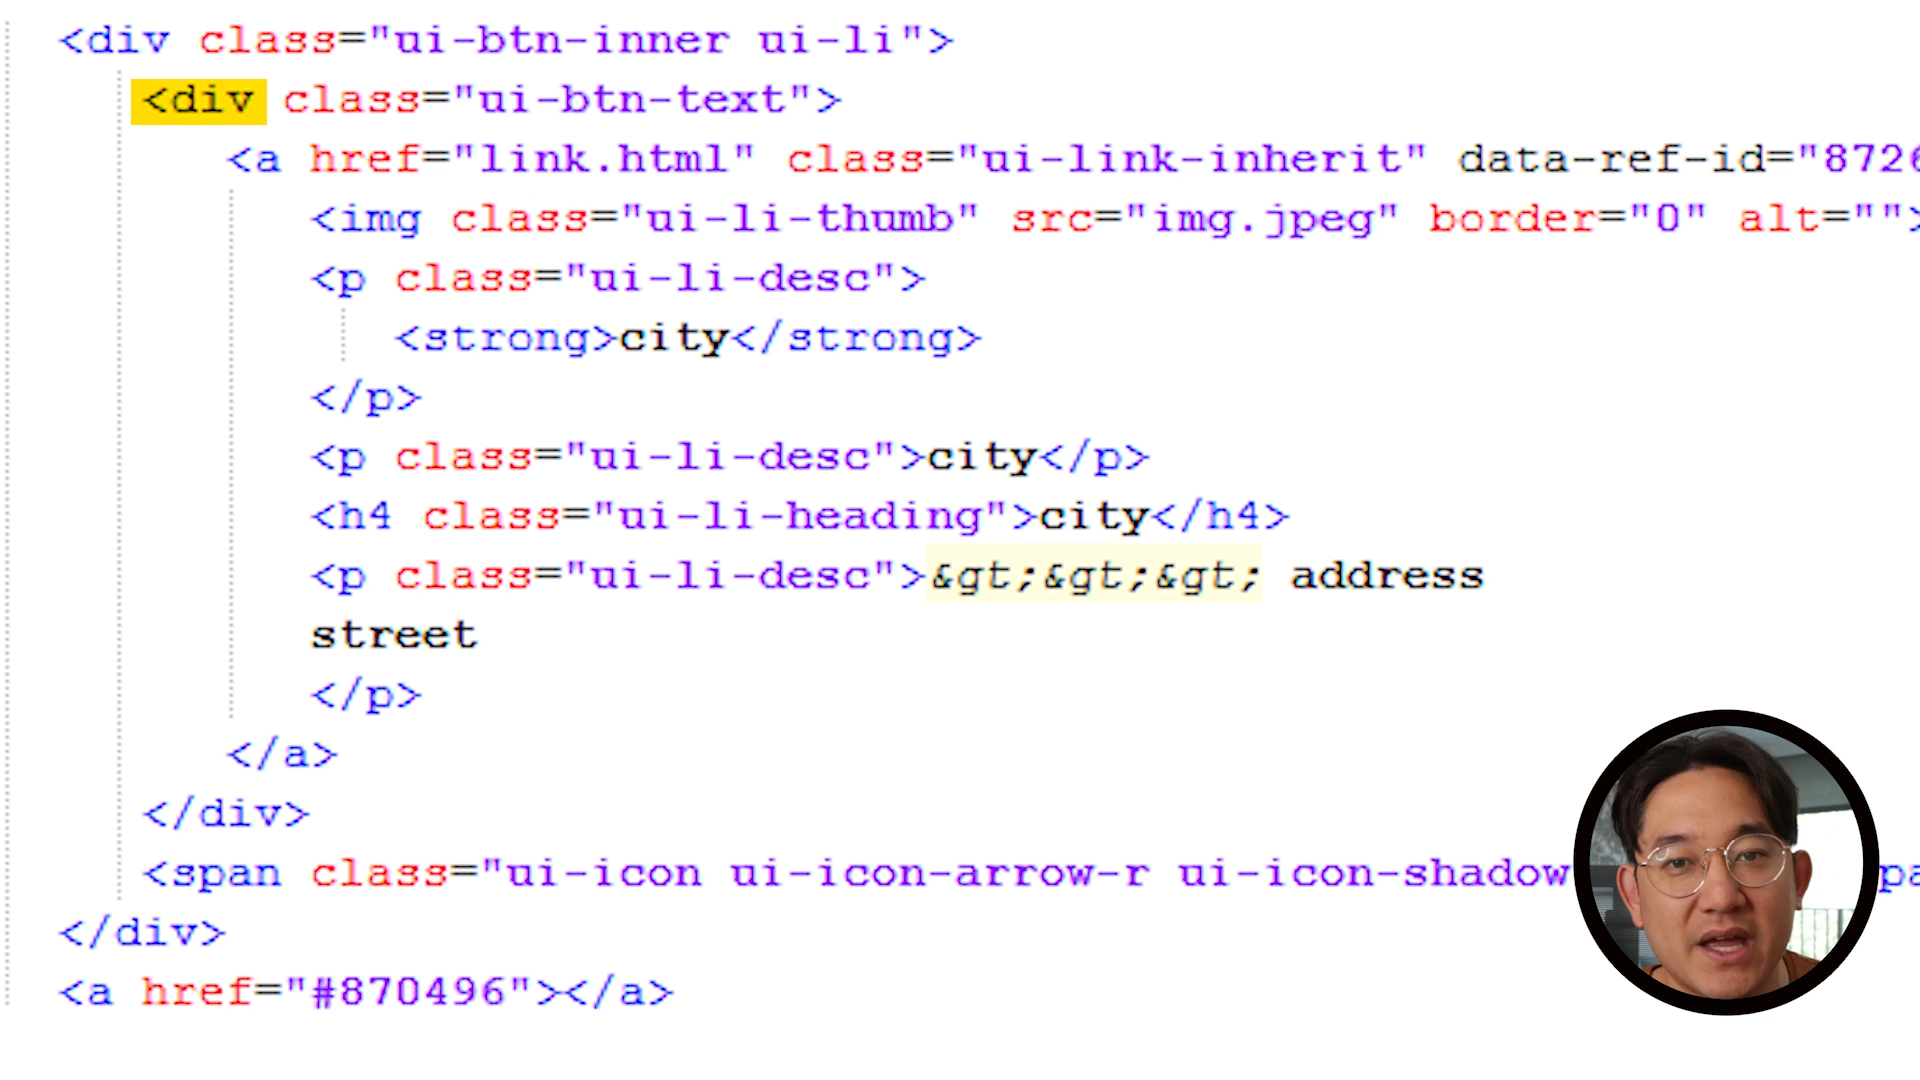 <div class="ui-btn-inner ui-li">
<div class="ui-btn-text">
<a href="link.html" class="ui-link-inherit" data-ref-id="8726
<img class="ui-li-thumb" src="img.jpeg" border="0" alt="">
<p class="ui-li-desc">
<strong>city</strong>
</p>
<p class="ui-li-desc">city</p>
<h4 class="ui-li-heading">city</h4>
<p class="ui-li-desc">&gt;&gt;&gt; address
street
</p>
</a>
</div>
<span class="ui-icon ui-icon-arrow-r ui-icon-shadow
</div>
<a href="#870496"></a>